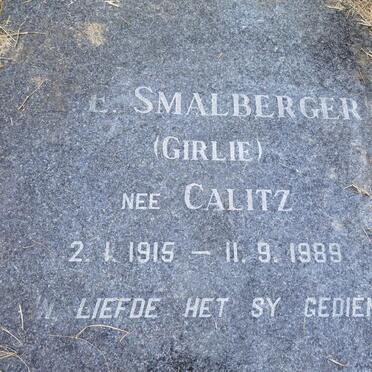 E. SMALBERGER
(GIRLIE)
NEE CALITZ
2.1.1915 — 11.9.1989
LIEFDE HET SY GEDIEN